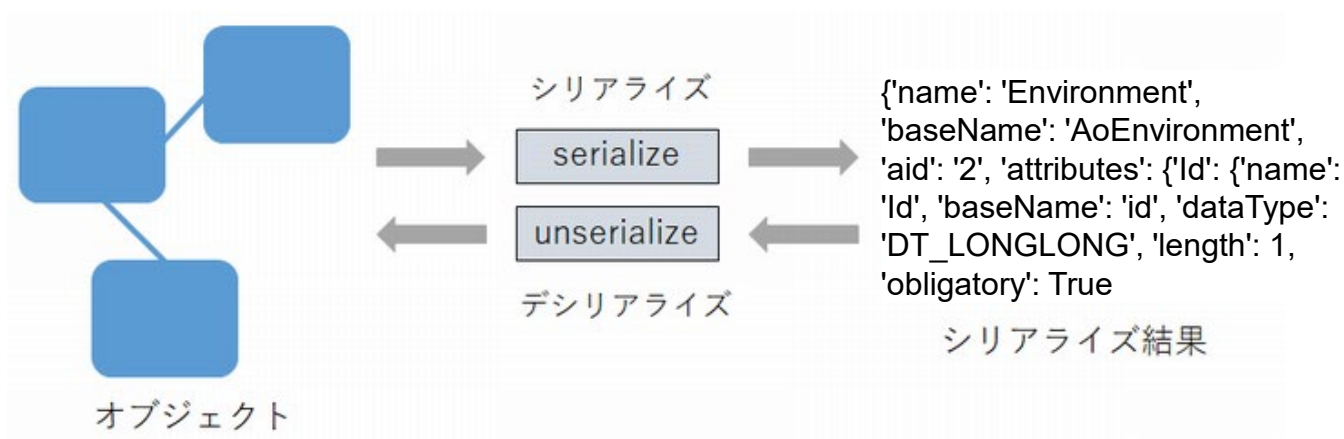 シリアライズ
serialize
unserialize
デシリアライズ
オブジェクト
{'name': 'Environment',
'baseName': 'AoEnvironment',
'aid': '2', 'attributes': {'Id': {'name':
'Id', 'baseName': 'id', 'dataType':
'DT_LONGLONG', 'length': 1,
'obligatory': True
シリアライズ結果